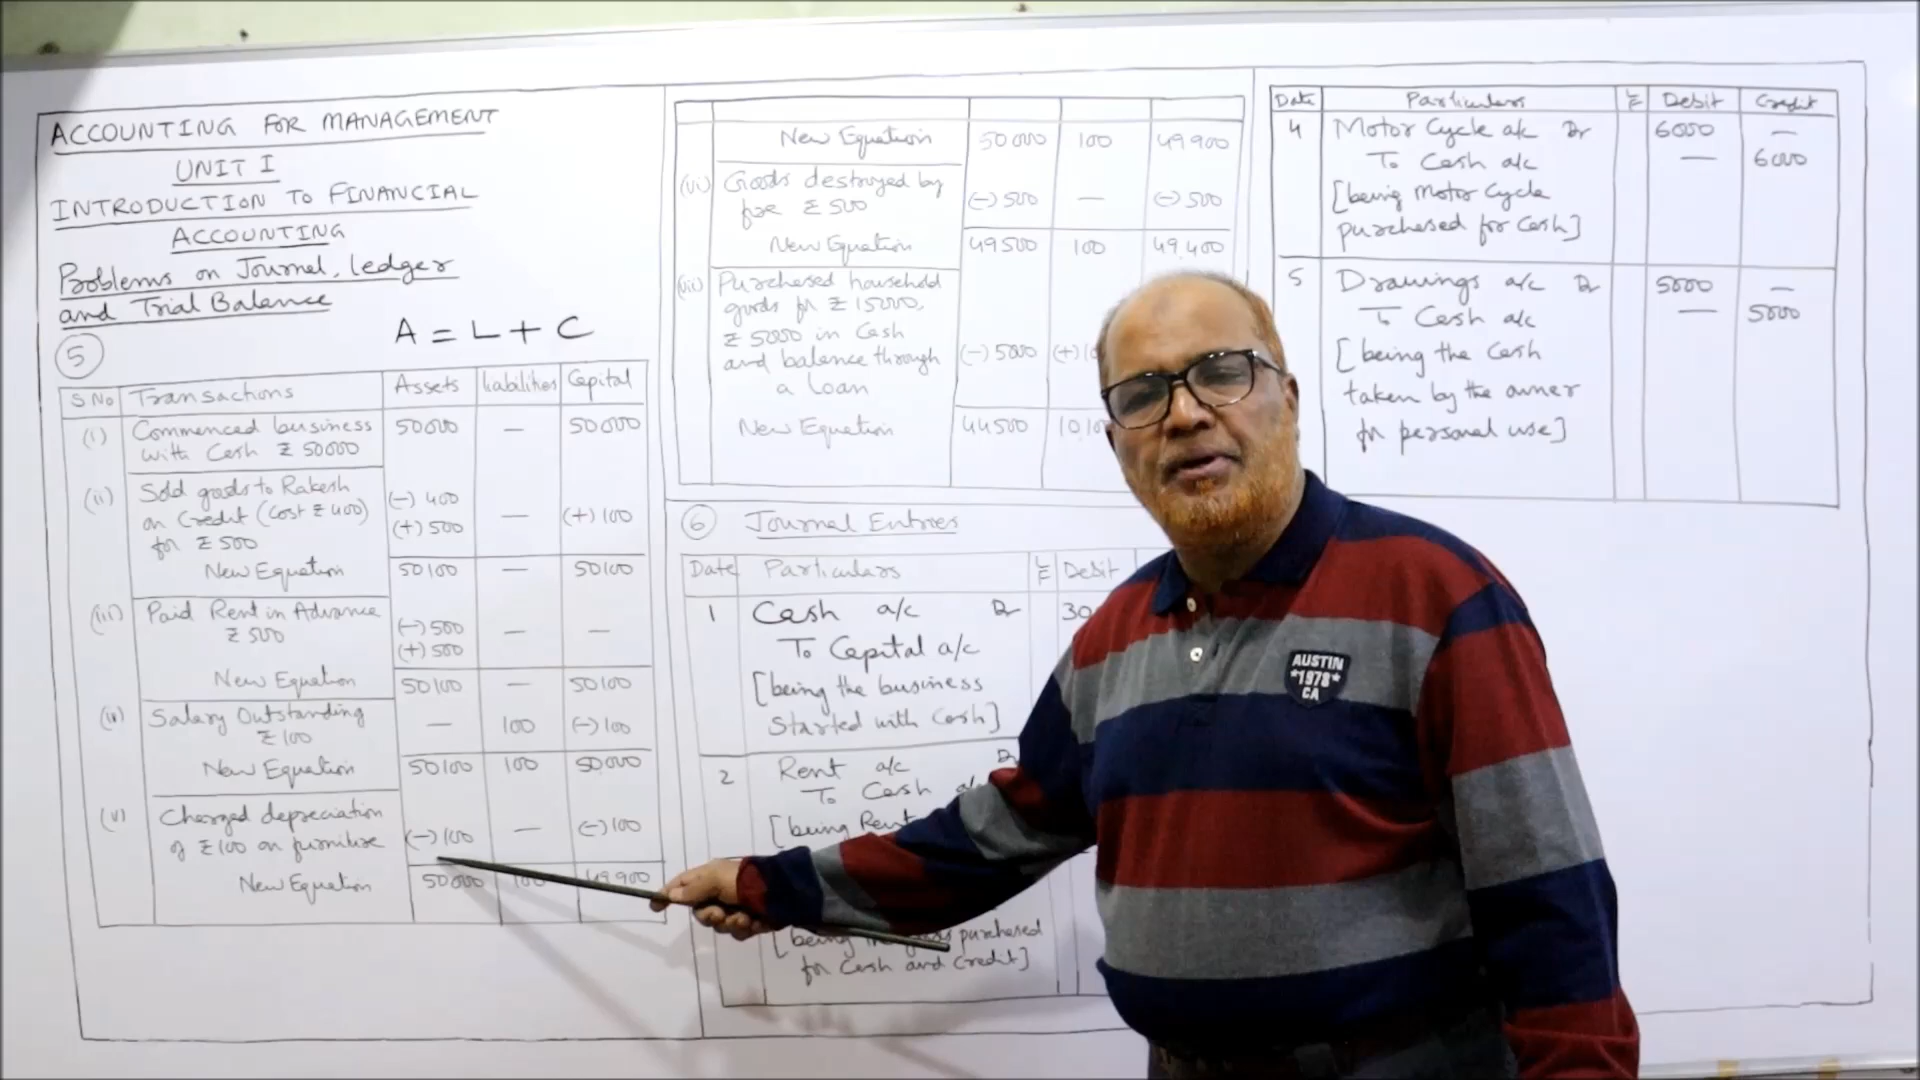 ACCOUNTING FOR MANAGEMENT
UNIT I
INTRODUCTION TO FINANCIAL
ACCOUNTING
Problems on Journal, ledger
and Trial Balance
5
A = L + C
S No Transactions Assets liabilities Capital
(i) Commenced business 50000 — 50000
with Cash ₹ 50000
(ii) Sold goods to Rakesh (-) 400
on Credit (Cost ₹ 400) — (+) 100
for ₹ 500 (+) 500
New Equation 50100 — 50100
(iii) Paid Rent in Advance (-) 500 — —
₹ 500 (+) 500
New Equation 50100 — 50100
(iv) Salary Outstanding — 100 (-) 100
₹ 100
New Equation 50100 100 50,000
(v) Charged depreciation
of ₹ 100 on furniture (-) 100 — (-) 100
New Equation 50000 100 49,900
New Equation 50000 100 49900
(vi) Goods destroyed by
fire ₹ 500 (-) 500 — (-) 500
New Equation 49500 100 49,400
(vii) Purchased household
goods for ₹ 15000,
₹ 5000 in Cash
and balance through (-) 5000 (+)
a Loan
New Equation 44500
6 Journal Entries
Date Particulars LF Debit
1 Cash a/c Dr
To Capital a/c
[being the business
Started with Cash]
2 Rent a/c Dr
To Cash
[being Rent
[being the purchased
for Cash and Credit]
Date Particulars LF Debit Credit
4 Motor Cycle a/c Dr 6000 —
To Cash a/c — 6000
[being Motor Cycle
purchased for Cash]
5 Drawings a/c Dr 5000 —
To Cash a/c — 5000
[being the Cash
taken by the owner
for personal use]
AUSTIN
*1978*
CA